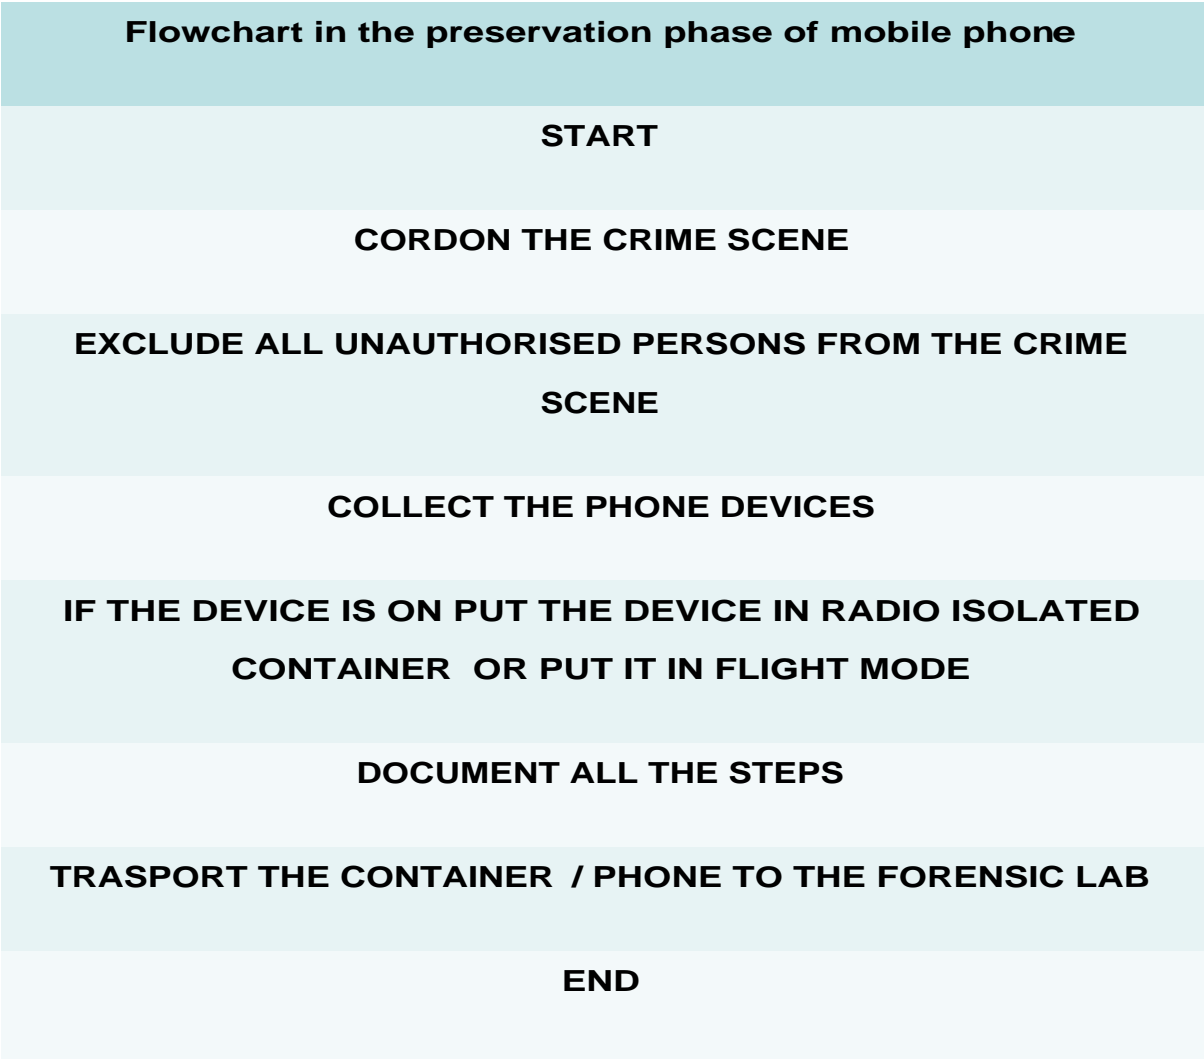 Flowchart in the preservation phase of mobile phone
START
CORDON THE CRIME SCENE
EXCLUDE ALL UNAUTHORISED PERSONS FROM THE CRIME
SCENE
COLLECT THE PHONE DEVICES
IF THE DEVICE IS ON PUT THE DEVICE IN RADIO ISOLATED
CONTAINER OR PUT IT IN FLIGHT MODE
DOCUMENT ALL THE STEPS
TRASPORT THE CONTAINER / PHONE TO THE FORENSIC LAB
END